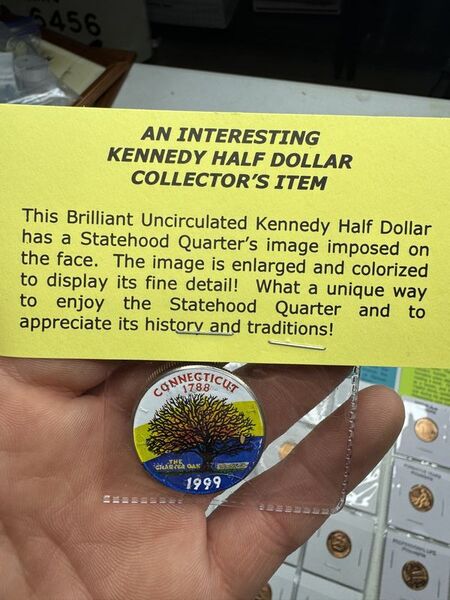 6456
AN INTERESTING
KENNEDY HALF DOLLAR
COLLECTOR'S ITEM
This Brilliant Uncirculated Kennedy Half Dollar
has a Statehood Quarter's image imposed on
the face. The image is enlarged and colorized
to display its fine detail! What a unique way
to enjoy the Statehood Quarter and to
appreciate its history and traditions!
CONNECTICUT
1788
THE
CHARTER OAK
1999